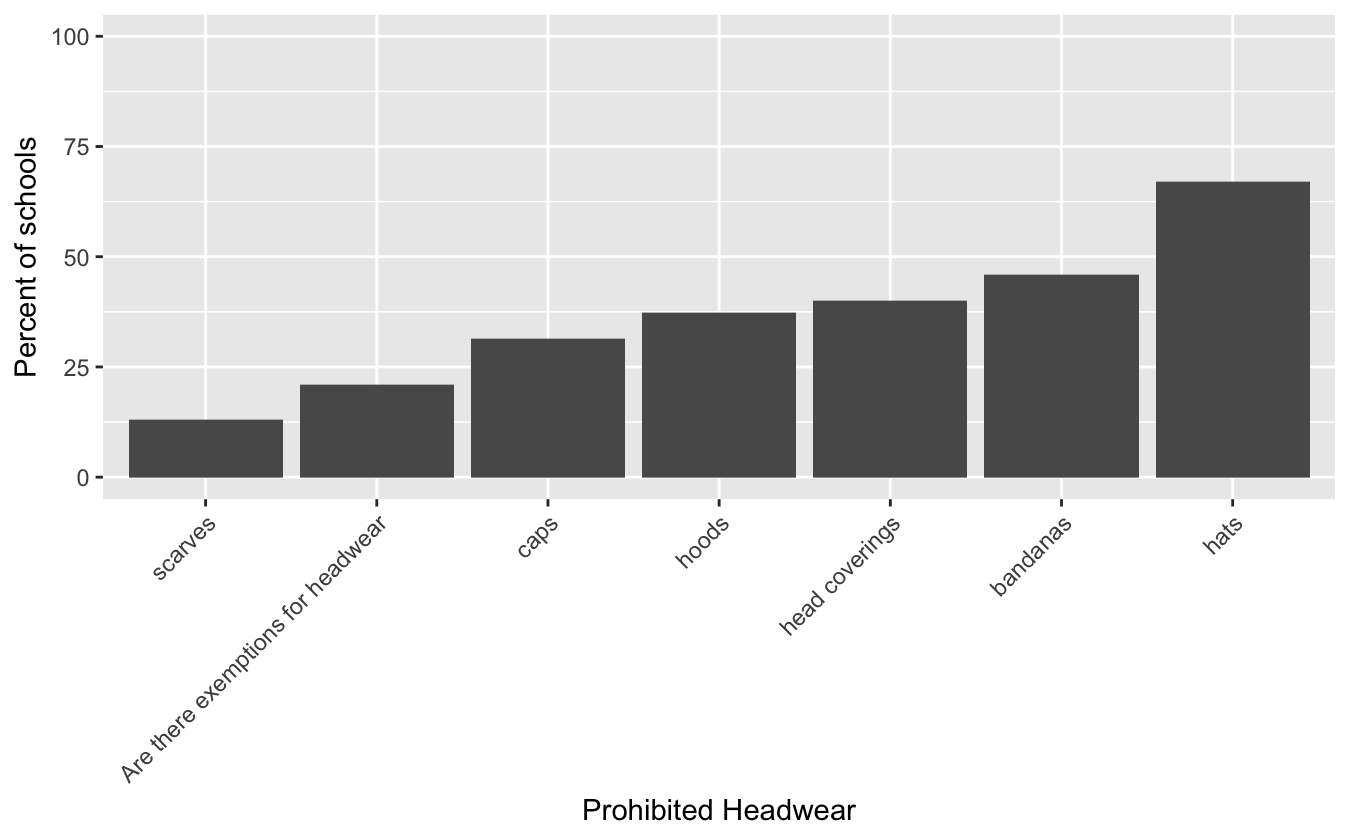 100
75
50
25
0
Percent of schools
scarves
Are there exemptions for headwear
caps
hoods
head coverings
bandanas
hats
Prohibited Headwear